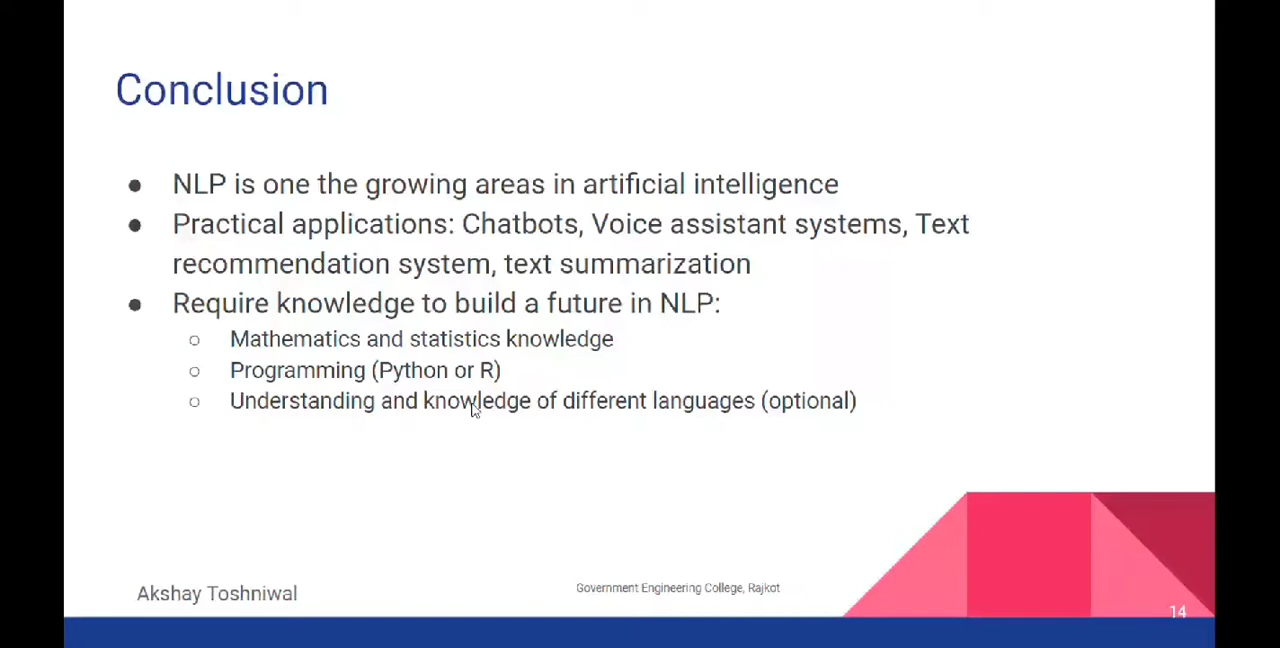 Conclusion
● NLP is one the growing areas in artificial intelligence
● Practical applications: Chatbots, Voice assistant systems, Text
recommendation system, text summarization
● Require knowledge to build a future in NLP:
○ Mathematics and statistics knowledge
○ Programming (Python or R)
○ Understanding and knowledge of different languages (optional)
Akshay Toshniwal
Government Engineering College, Rajkot
14